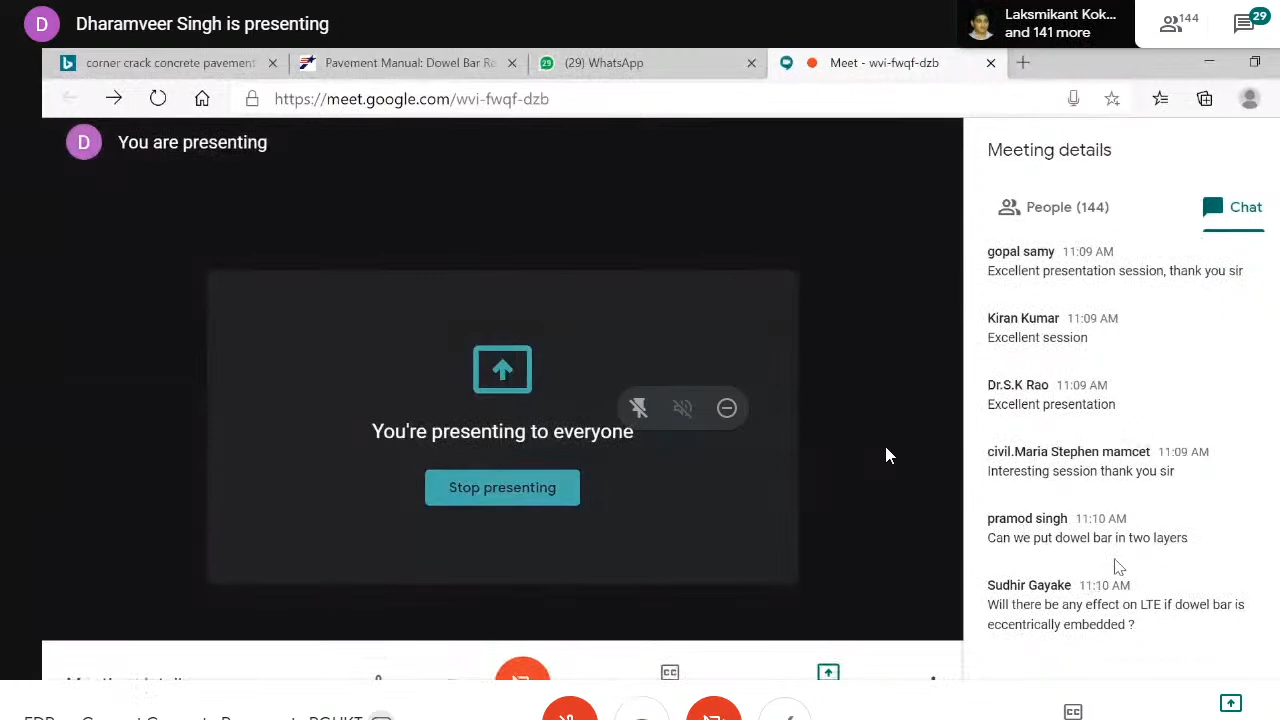 D Dharamveer Singh is presenting
Laksmikant Kok...
and 141 more
144
29
corner crack concrete pavement
Pavement Manual: Dowel Bar Re
(29) WhatsApp
Meet - wvi-fwqf-dzb
https://meet.google.com/wvi-fwqf-dzb
D You are presenting
You're presenting to everyone
Stop presenting
Meeting details
People (144)
Chat
gopal samy 11:09 AM
Excellent presentation session, thank you sir
Kiran Kumar 11:09 AM
Excellent session
Dr.S.K Rao 11:09 AM
Excellent presentation
civil.Maria Stephen mamcet 11:09 AM
Interesting session thank you sir
pramod singh 11:10 AM
Can we put dowel bar in two layers
Sudhir Gayake 11:10 AM
Will there be any effect on LTE if dowel bar is
eccentrically embedded ?
CC
CC